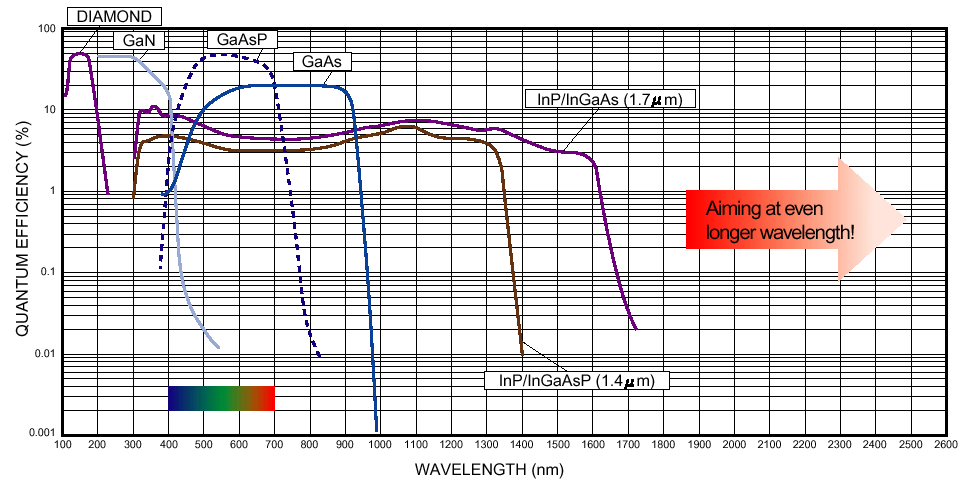 DIAMOND
GaN
GaAsP
GaAs
InP/InGaAs (1.7μm)
InP/InGaAsP (1.4μm)
Aiming at even
longer wavelength!
QUANTUM EFFICIENCY (%)
100
10
1
0.1
0.01
0.001
100 200 300 400 500 600 700 800 900 1000 1100 1200 1300 1400 1500 1600 1700 1800 1900 2000 2100 2200 2300 2400 2500 2600
WAVELENGTH (nm)